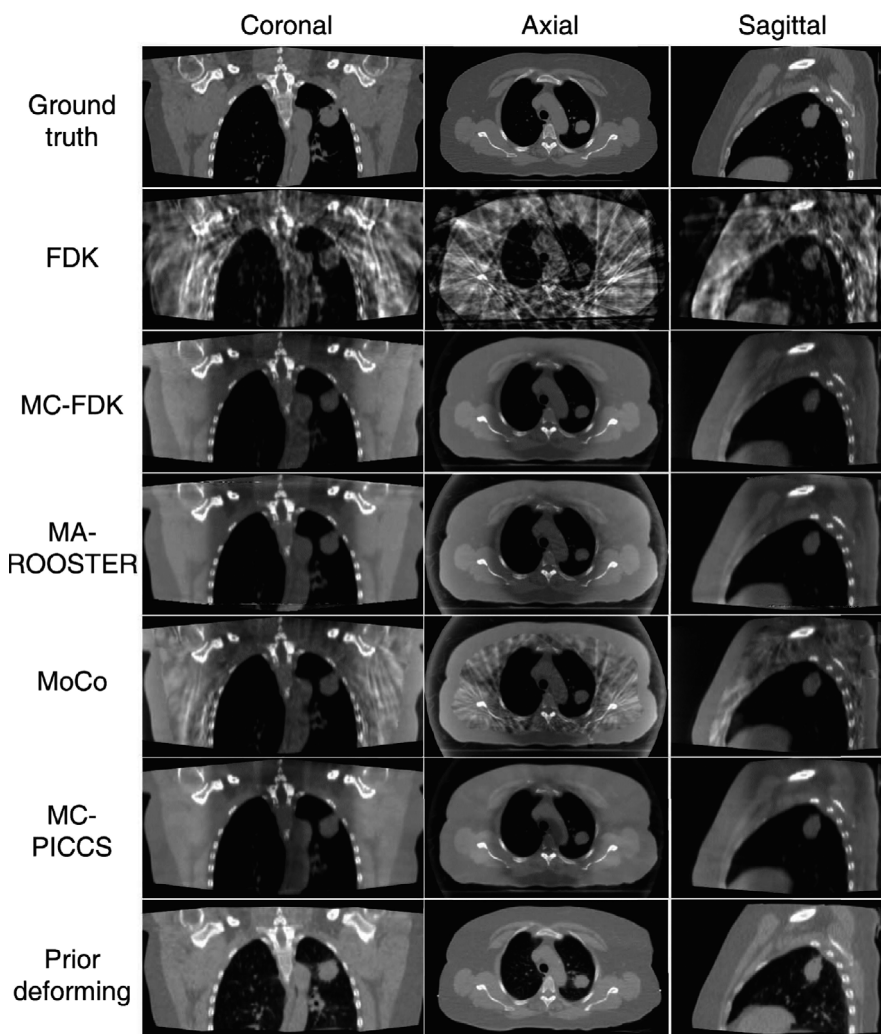 Coronal
Axial
Sagittal
Ground
truth
FDK
MC-FDK
MA-
ROOSTER
MoCo
MC-
PICCS
Prior
deforming